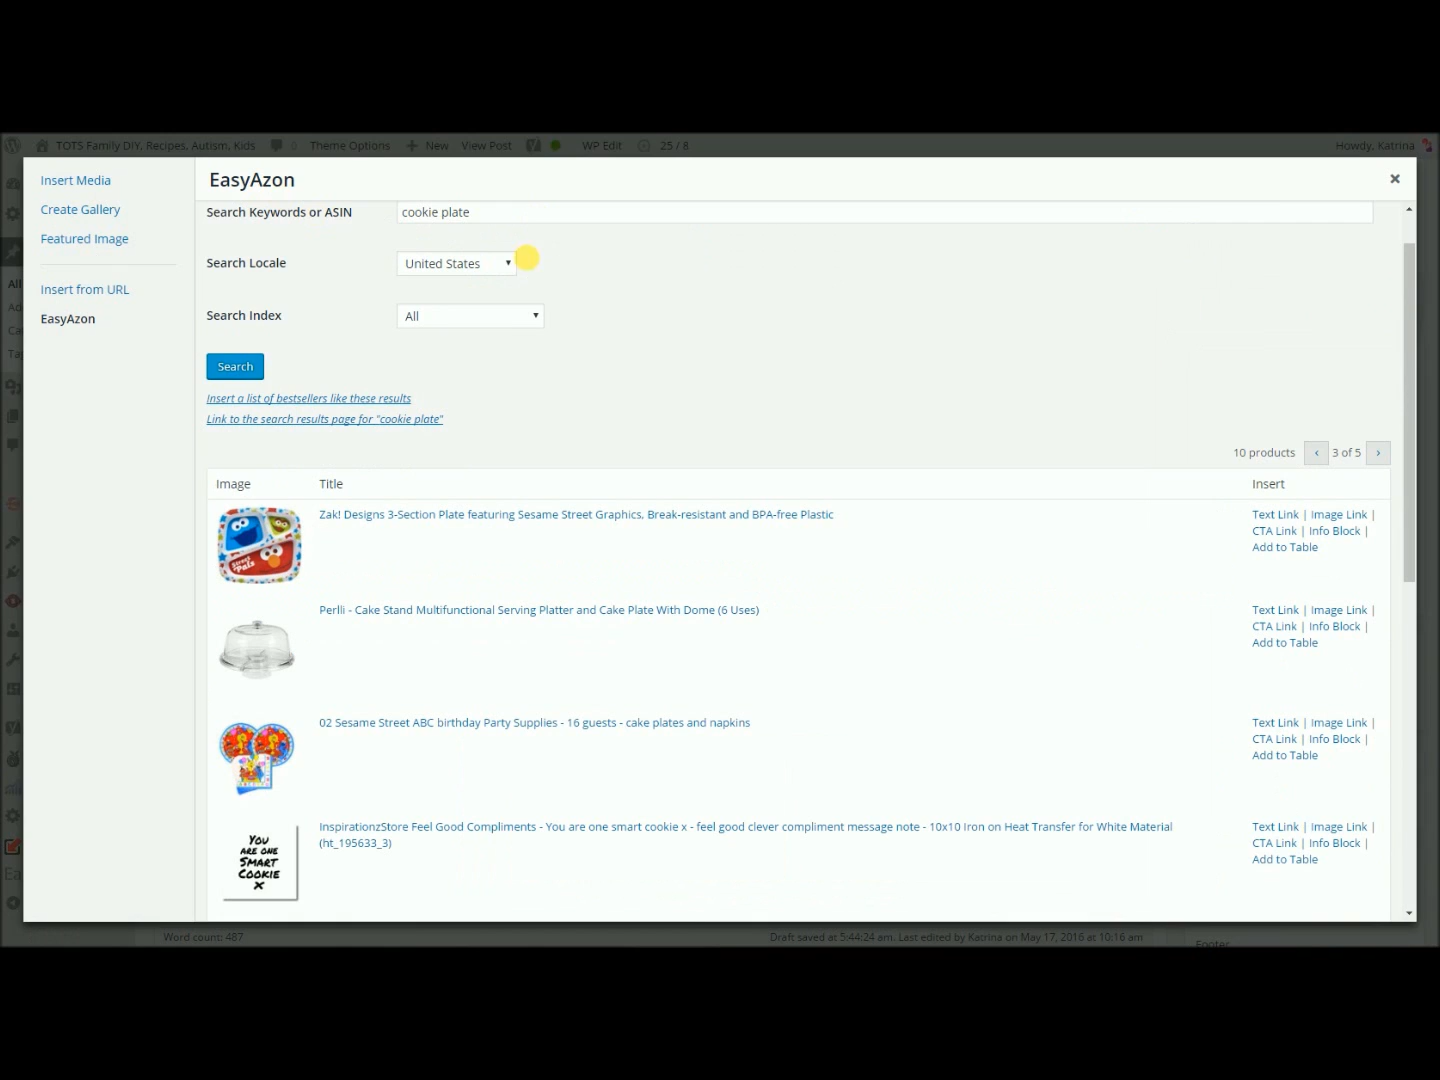 TOTS Family DIY, Recipes, Autism, Kids 0 Theme Options New View Post WP Edit 25 / 8 Howdy, Katrina
Insert Media
Create Gallery
Featured Image
Insert from URL
EasyAzon
EasyAzon
Search Keywords or ASIN cookie plate
Search Locale United States
Search Index All
Search
Insert a list of bestsellers like these results
Link to the search results page for "cookie plate"
10 products ‹ 3 of 5 ›
Image Title Insert
Zak! Designs 3-Section Plate featuring Sesame Street Graphics, Break-resistant and BPA-free Plastic
Text Link | Image Link |
CTA Link | Info Block |
Add to Table
Perlli - Cake Stand Multifunctional Serving Platter and Cake Plate With Dome (6 Uses)
Text Link | Image Link |
CTA Link | Info Block |
Add to Table
02 Sesame Street ABC birthday Party Supplies - 16 guests - cake plates and napkins
Text Link | Image Link |
CTA Link | Info Block |
Add to Table
YOU
ARE ONE
SMART
COOKIE
X
InspirationzStore Feel Good Compliments - You are one smart cookie x - feel good clever compliment message note - 10x10 Iron on Heat Transfer for White Material
(ht_195633_3)
Text Link | Image Link |
CTA Link | Info Block |
Add to Table
All
Word count: 487 Draft saved at 5:44:24 am. Last edited by Katrina on May 17, 2016 at 10:16 am
Footer